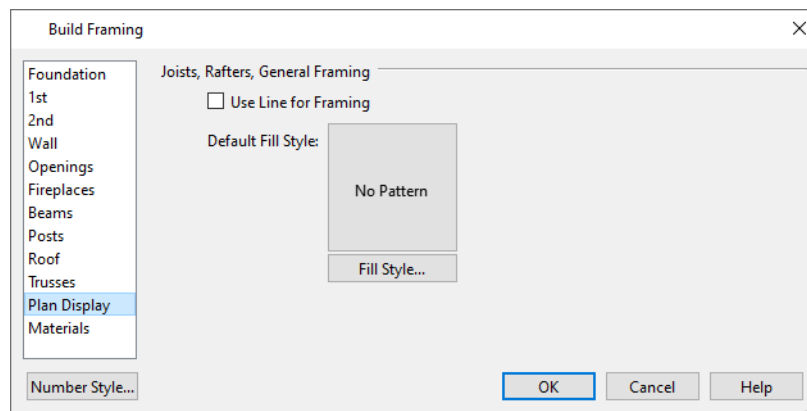 Build Framing
Foundation
1st
2nd
Wall
Openings
Fireplaces
Beams
Posts
Roof
Trusses
Plan Display
Materials
Number Style...
Joists, Rafters, General Framing
Use Line for Framing
Default Fill Style:
No Pattern
Fill Style...
OK
Cancel
Help